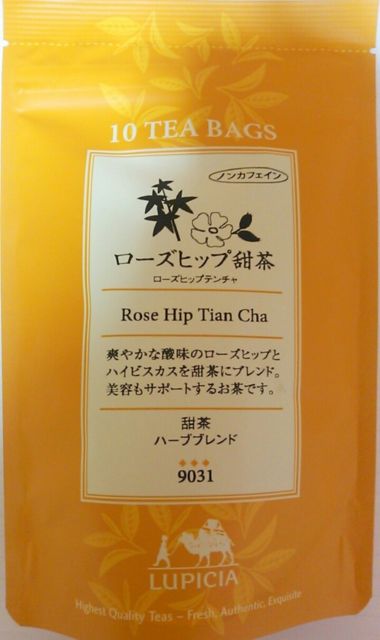 10 TEA BAGS
ノンカフェイン
ローズヒップ甜茶
ローズヒップテンチャ
Rose Hip Tian Cha
爽やかな酸味のローズヒップと
ハイビスカスを甜茶にブレンド。
美容もサポートするお茶です。
甜茶
ハーブブレンド
9031
LUPICIA
Highest Quality Teas – Fresh, Authentic, Exquisite